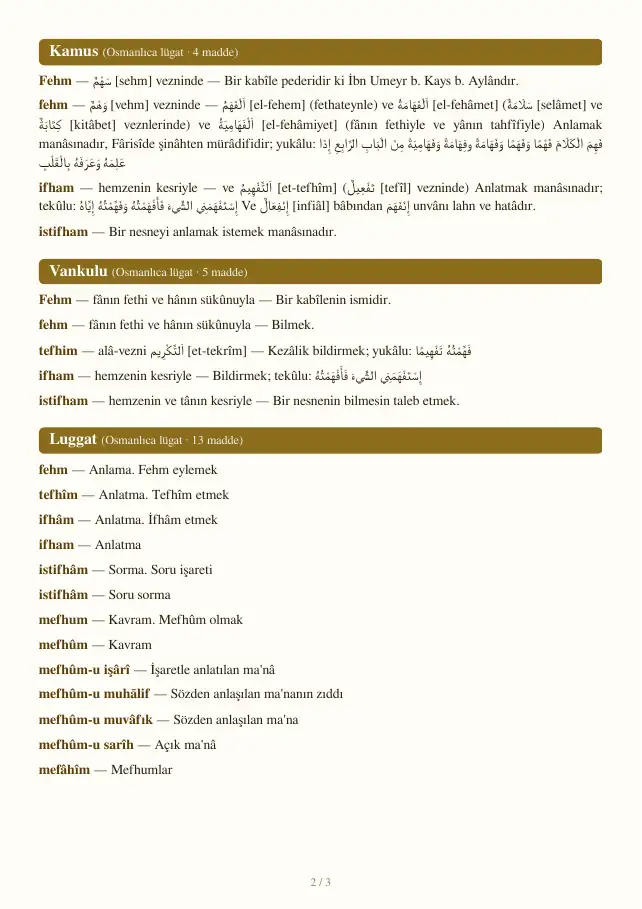 Kamus (Osmanlıca lügat · 4 madde)
Fehm — سَهْمٌ [sehm] vezninde — Bir kabîle pederidir ki İbn Umeyr b. Kays b. Aylândır.
fehm — وَهْمٌ [vehm] vezninde — اَلْفَهَمُ [el-fehem] (fethateynle) ve اَلْفَهَامَةُ [el-fehâmet] (سَلَامَةٌ [selâmet] ve
كِتَابَةٌ [kitâbet] veznlerinde) ve اَلْفَهَامِيَةُ [el-fehâmiyet] (fânın fethiyle ve yânın tahfîfiyle) Anlamak
manâsınadır, Fârisîde şinâhten mürâdifidir; yukâlu: فَهِمَ الْكَلَامَ فَهْمًا وَفَهَمًا وَفَهَامَةً وفِهَامَةً وَفَهَامِيَةً مِنَ الْبَابِ الرَّابِعِ إِذَا
عَلِمَهُ وَعَرَفَهُ بِالْقَلْبِ
ifham — hemzenin kesriyle — ve اَلتَّفْهِيمُ [et-tefhîm] (تَفْعِيلٌ [tefîl] vezninde) Anlatmak manâsınadır;
tekûlu: إِسْتَفْهَمَنِي الشَّيْءَ فَأَفْهَمْتُهُ وَفَهَّمْتُهُ إِيَّاهُ Ve إِنْفِعَالٌ [infiâl] bâbından إِنْفَهَمَ unvânı lahn ve hatâdır.
istifham — Bir nesneyi anlamak istemek manâsınadır.
Vankulu (Osmanlıca lügat · 5 madde)
Fehm — fânın fethi ve hânın sükûnuyla — Bir kabîlenin ismidir.
fehm — fânın fethi ve hânın sükûnuyla — Bilmek.
tefhim — alâ-vezni اَلتَّكْرِيم [et-tekrîm] — Kezâlik bildirmek; yukâlu: فَهَّمْتُهُ تَفْهِيمًا
ifham — hemzenin kesriyle — Bildirmek; tekûlu: إِسْتَفْهَمَنِي الشَّيْءَ فَأَفْهَمْتُهُ
istifham — hemzenin ve tânın kesriyle — Bir nesnenin bilmesin taleb etmek.
Luggat (Osmanlıca lügat · 13 madde)
fehm — Anlama. Fehm eylemek
tefhîm — Anlatma. Tefhîm etmek
ifhâm — Anlatma. İfhâm etmek
ifham — Anlatma
istifhâm — Sorma. Soru işareti
istifhâm — Soru sorma
mefhum — Kavram. Mefhûm olmak
mefhûm — Kavram
mefhûm-u işârî — İşaretle anlatılan ma'nâ
mefhûm-u muhâlif — Sözden anlaşılan ma'nanın zıddı
mefhûm-u muvâfık — Sözden anlaşılan ma'na
mefhûm-u sarîh — Açık ma'nâ
mefâhîm — Mefhumlar
2 / 3